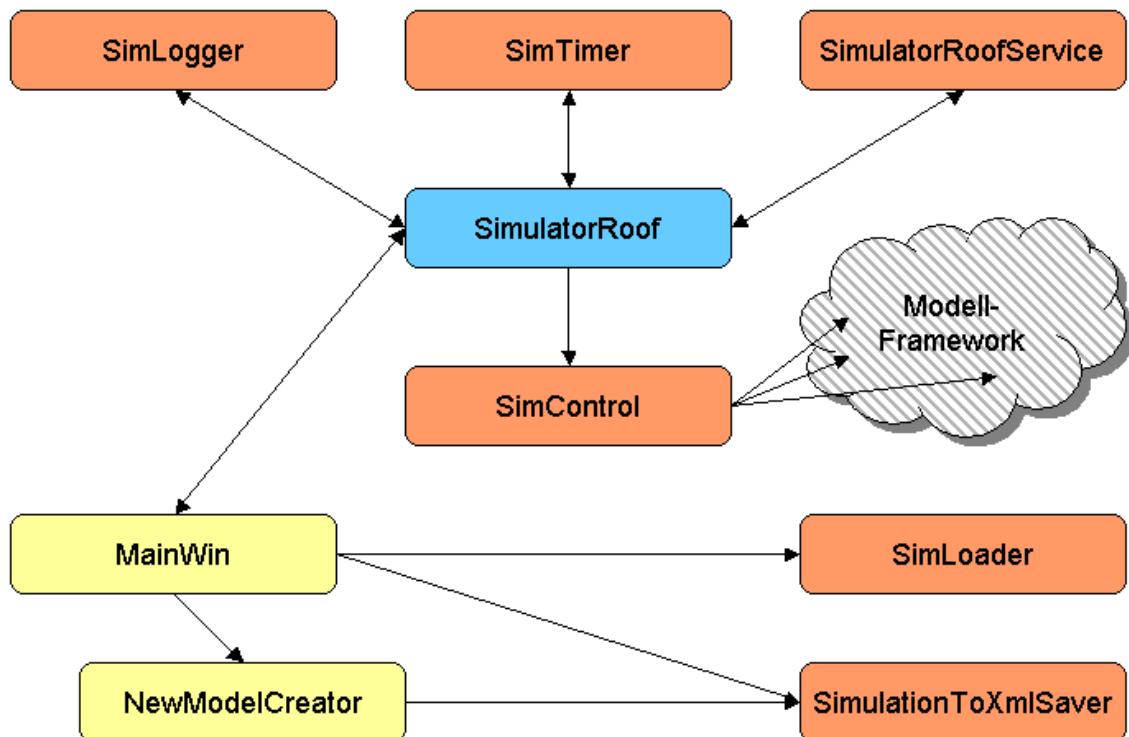 SimLogger
SimTimer
SimulatorRoofService
SimulatorRoof
Modell-
Framework
SimControl
MainWin
SimLoader
NewModelCreator
SimulationToXmlSaver